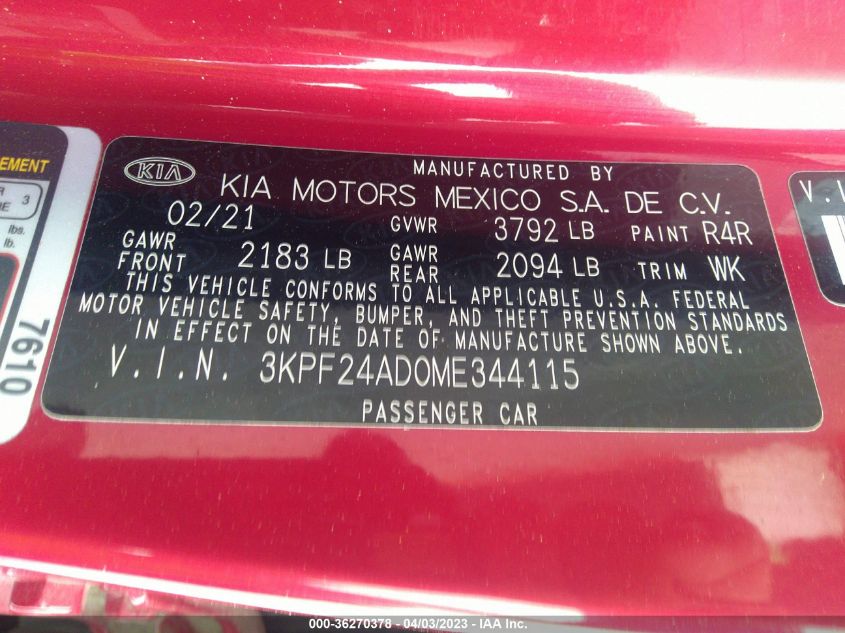 EMENT
3
lbs.
lb.
7610
KIA
MANUFACTURED BY
KIA MOTORS MEXICO S.A. DE C.V.
02/21 GVWR 3792 LB PAINT R4R
GAWR FRONT 2183 LB GAWR REAR 2094 LB TRIM WK
THIS VEHICLE CONFORMS TO ALL APPLICABLE U.S.A. FEDERAL
MOTOR VEHICLE SAFETY, BUMPER, AND THEFT PREVENTION STANDARDS
IN EFFECT ON THE DATE OF MANUFACTURE SHOWN ABOVE.
V.I.N. 3KPF24AD0ME344115
PASSENGER CAR
V.I
000-36270378 - 04/03/2023 - IAA Inc.